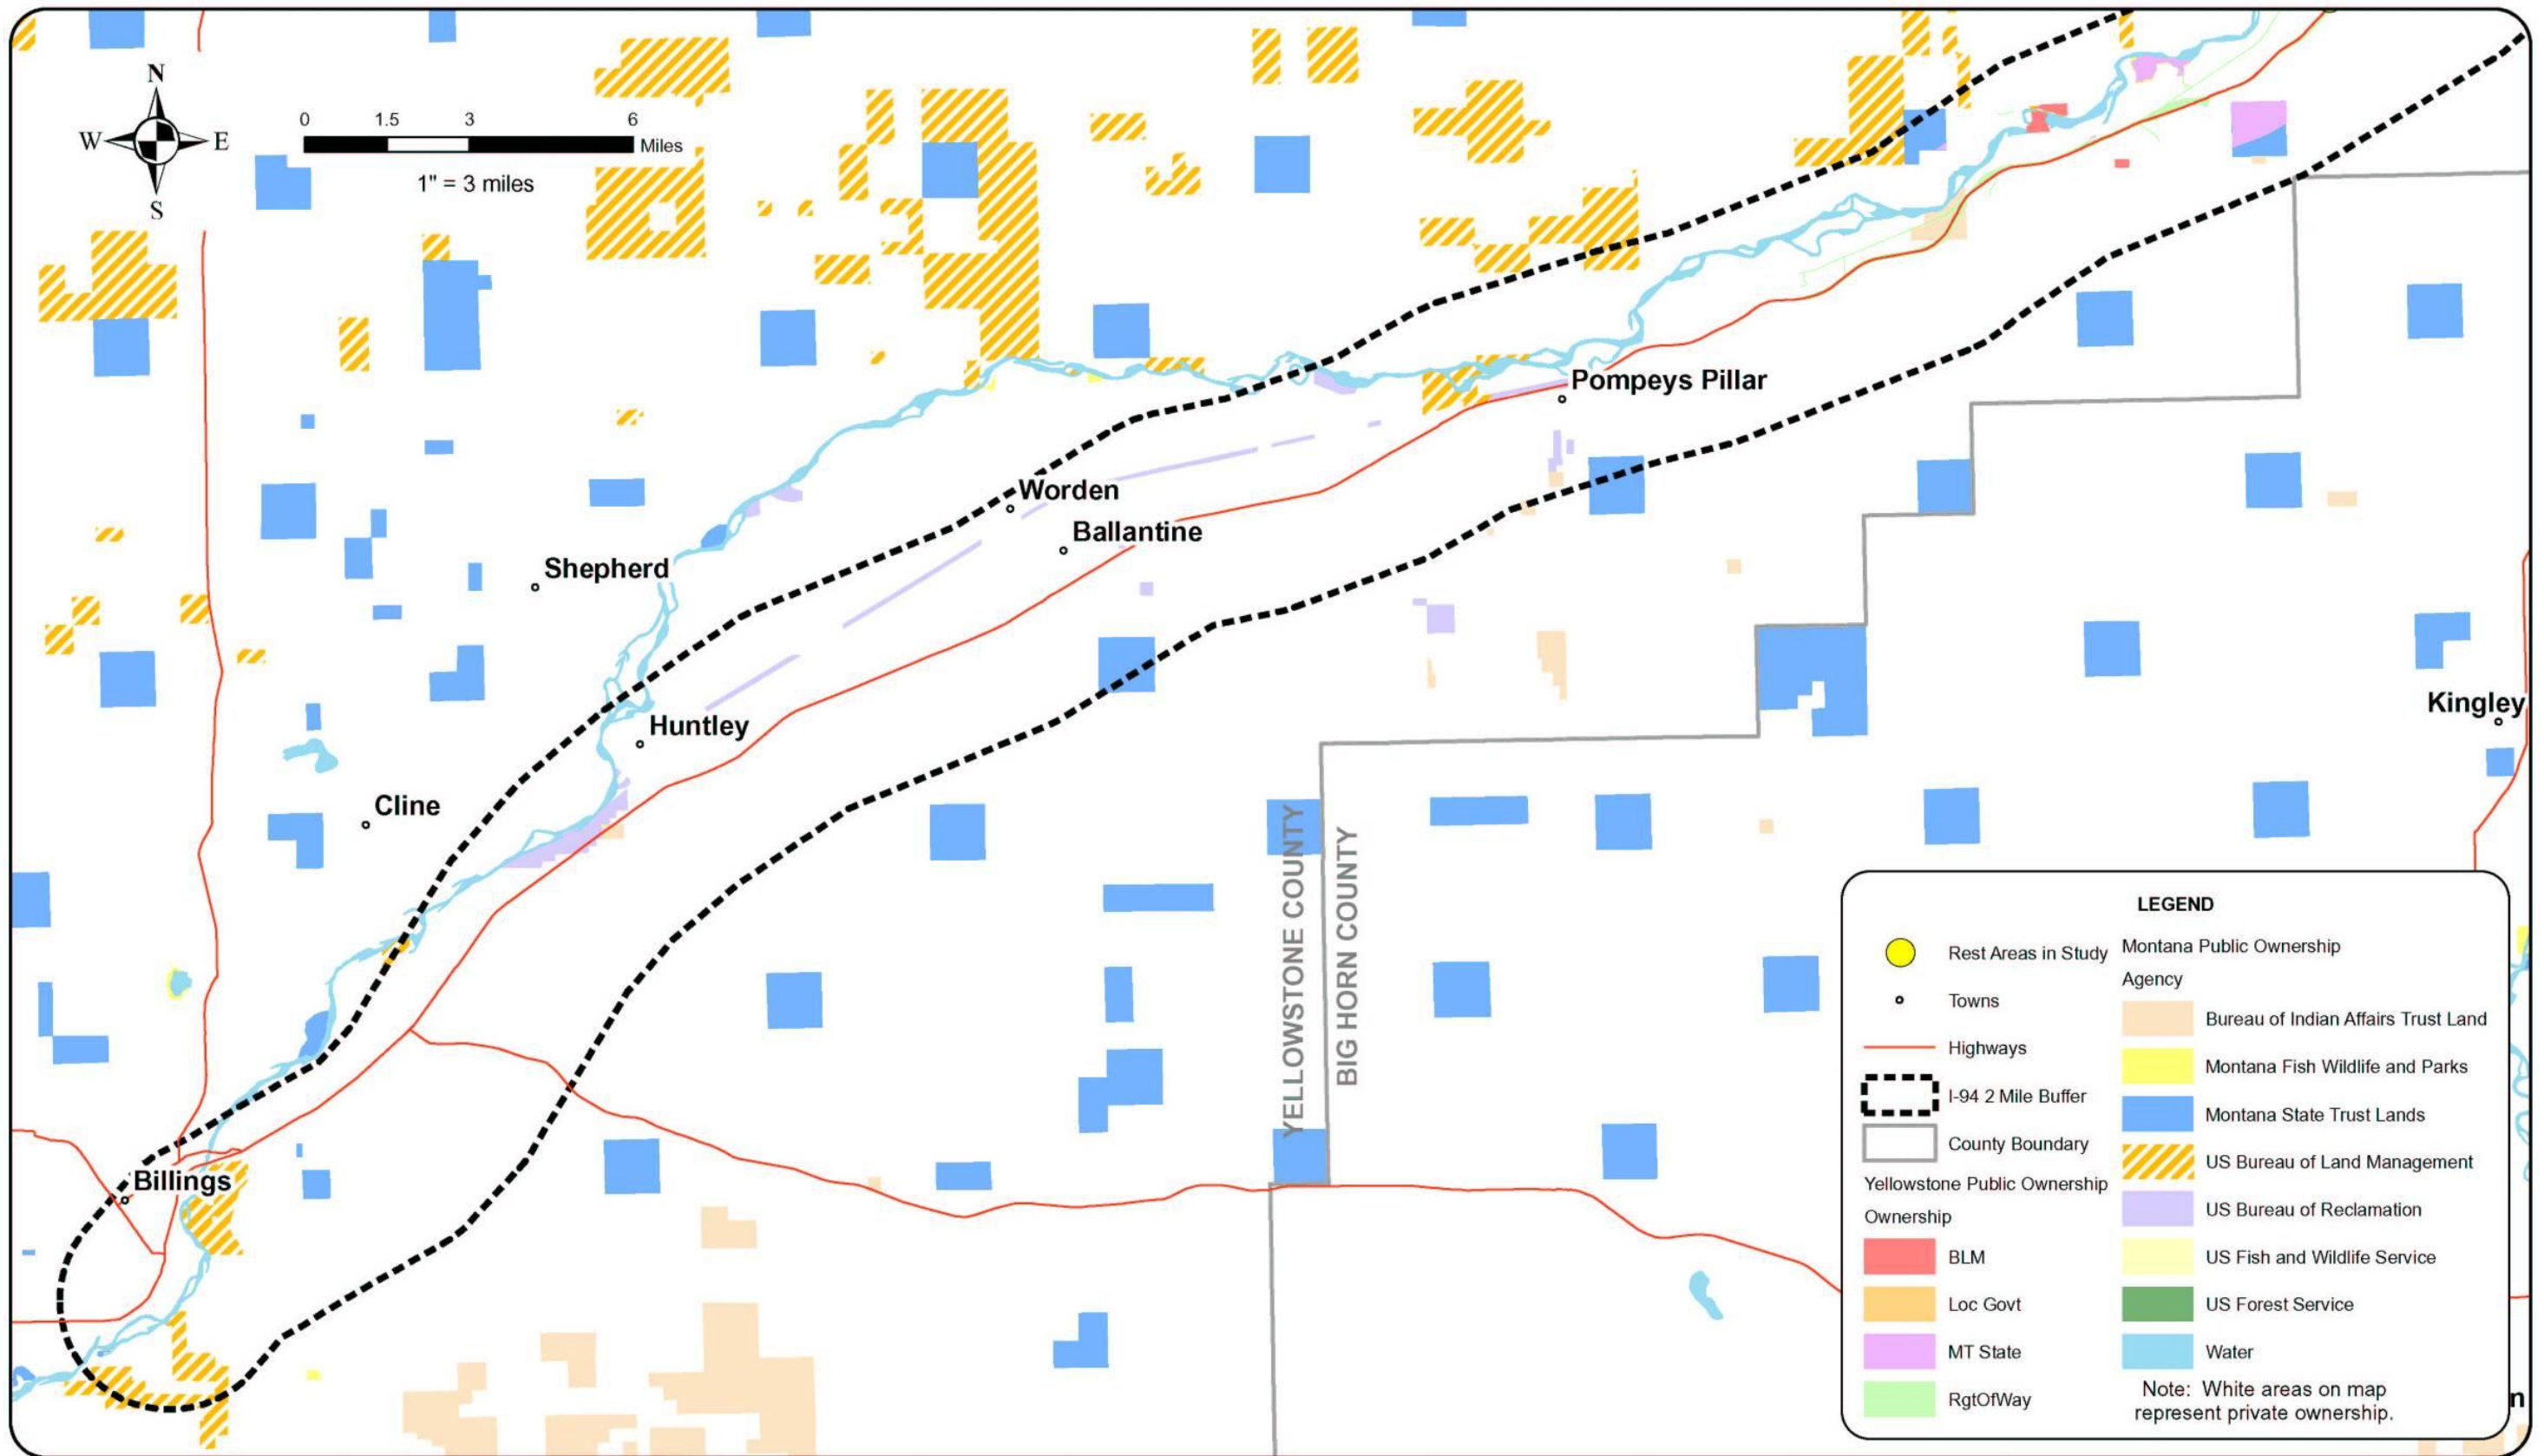 N
W E
S
0 1.5 3 6
Miles
1" = 3 miles
Pompeys Pillar
Worden
Ballantine
Shepherd
Huntley
Kingley
Cline
YELLOWSTONE COUNTY
BIG HORN COUNTY
Billings
LEGEND
Rest Areas in Study
Towns
Highways
I-94 2 Mile Buffer
County Boundary
Yellowstone Public Ownership
Ownership
BLM
Loc Govt
MT State
RgtOfWay
Montana Public Ownership
Agency
Bureau of Indian Affairs Trust Land
Montana Fish Wildlife and Parks
Montana State Trust Lands
US Bureau of Land Management
US Bureau of Reclamation
US Fish and Wildlife Service
US Forest Service
Water
Note: White areas on map
represent private ownership.